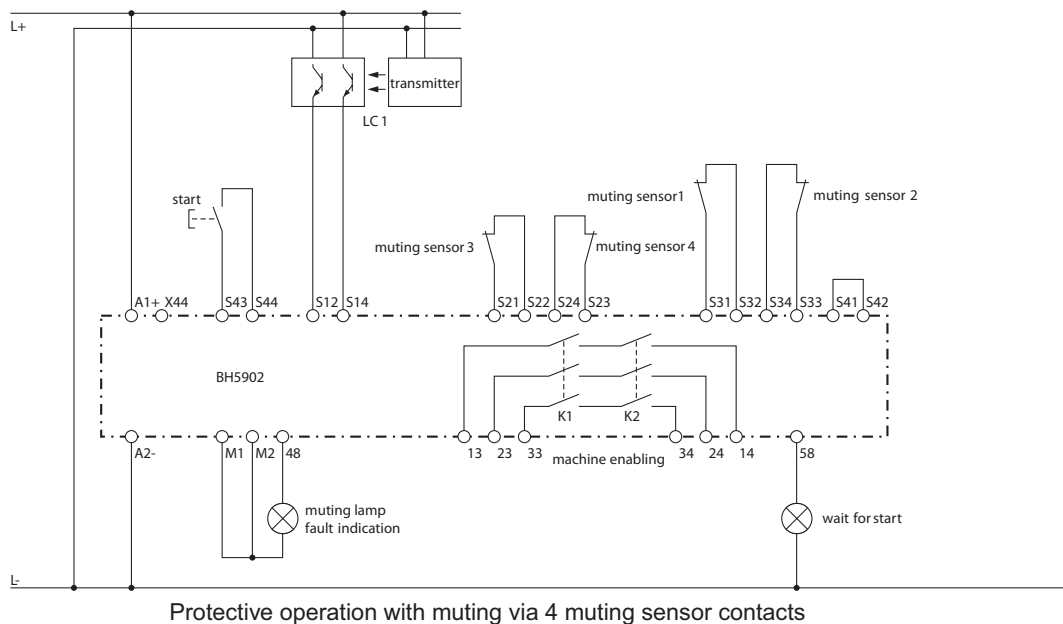 L+
transmitter
LC 1
start
muting sensor1
muting sensor 2
muting sensor 3
muting sensor 4
A1+ X44 S43 S44 S12 S14 S21 S22 S24 S23 S31 S32 S34 S33 S41 S42
BH5902
K1 K2
A2- M1 M2 48 13 23 33 machine enabling 34 24 14 58
muting lamp
fault indication
wait for start
L-
Protective operation with muting via 4 muting sensor contacts